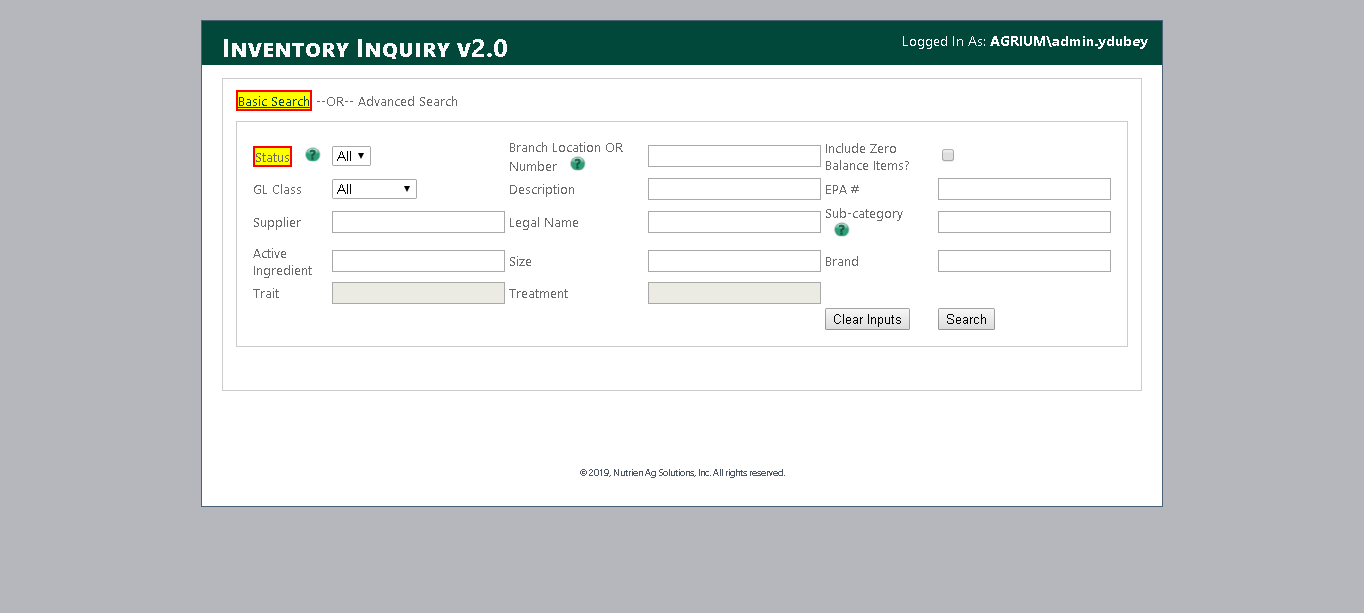 INVENTORY INQUIRY V2.0
Logged In As: AGRIUM\admin.ydubey
Basic Search --OR-- Advanced Search
Status ? All ▼
Branch Location OR
Number ?
Include Zero
Balance Items?
GL Class All ▼
Description
EPA #
Supplier
Legal Name
Sub-category
?
Active
Ingredient
Size
Brand
Trait
Treatment
Clear Inputs
Search
© 2019, Nutrien Ag Solutions, Inc. All rights reserved.